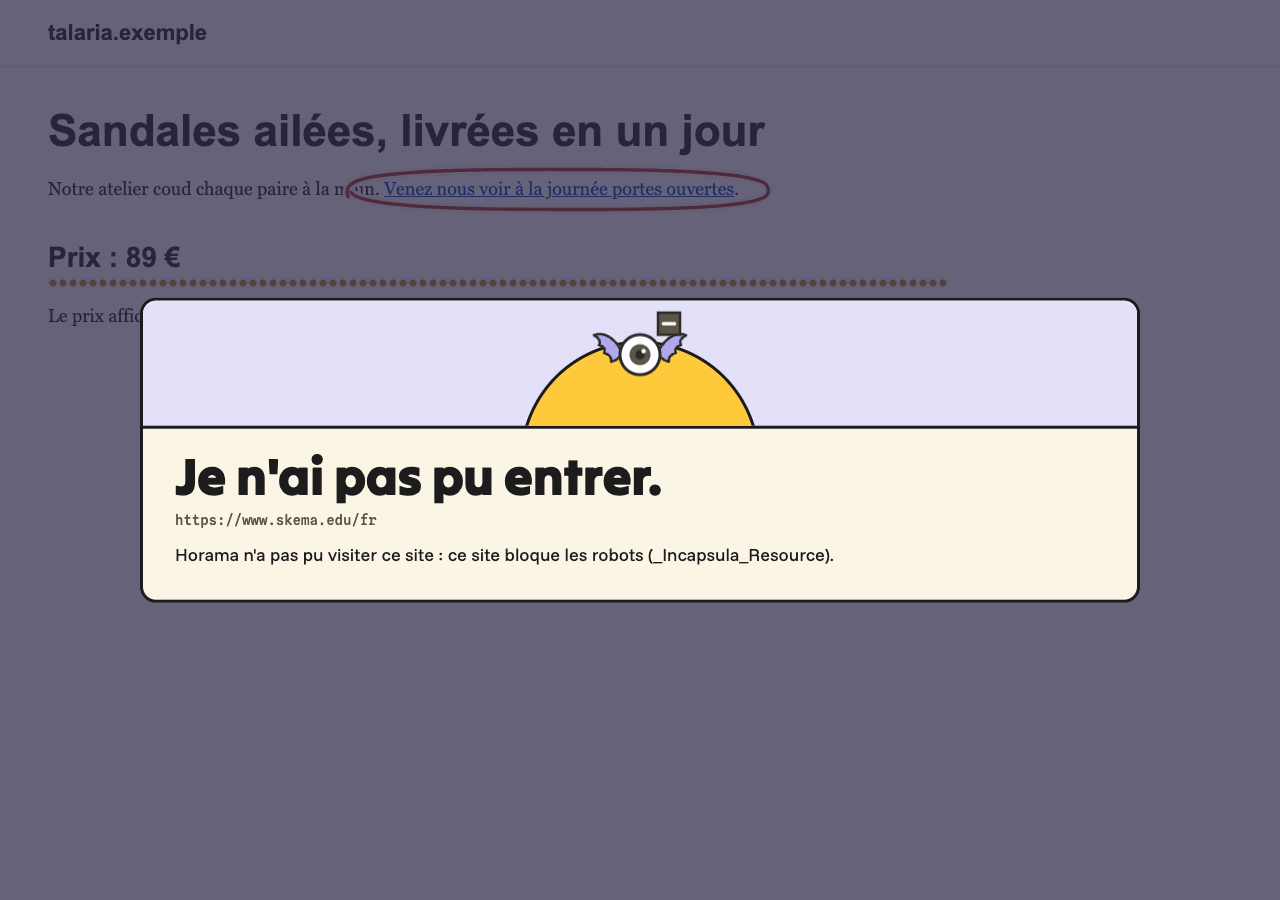 talaria.exemple
Sandales ailées, livrées en un jour
Notre atelier coud chaque paire à la Venez nous voir à la journée portes ouvertes.
Prix : 89 €
Le prix
Je n'ai pas pu entrer.
https://www.skema.edu/fr
Horama n'a pas pu visiter ce site : ce site bloque les robots (_Incapsula_Resource).